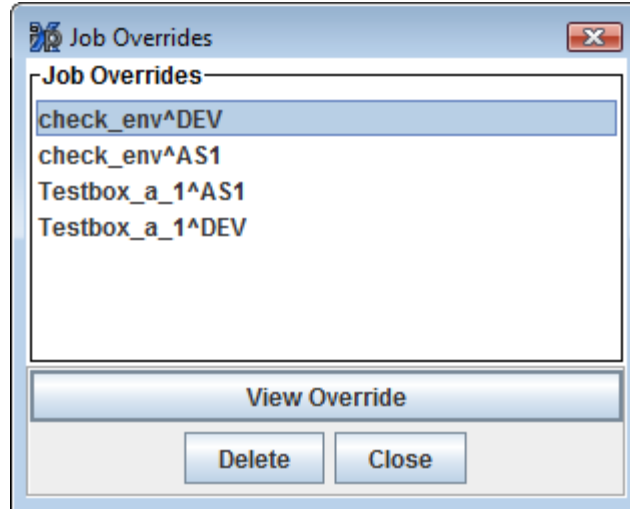 Job Overrides
Job Overrides
check_env^DEV
check_env^AS1
Testbox_a_1^AS1
Testbox_a_1^DEV
View Override
Delete Close